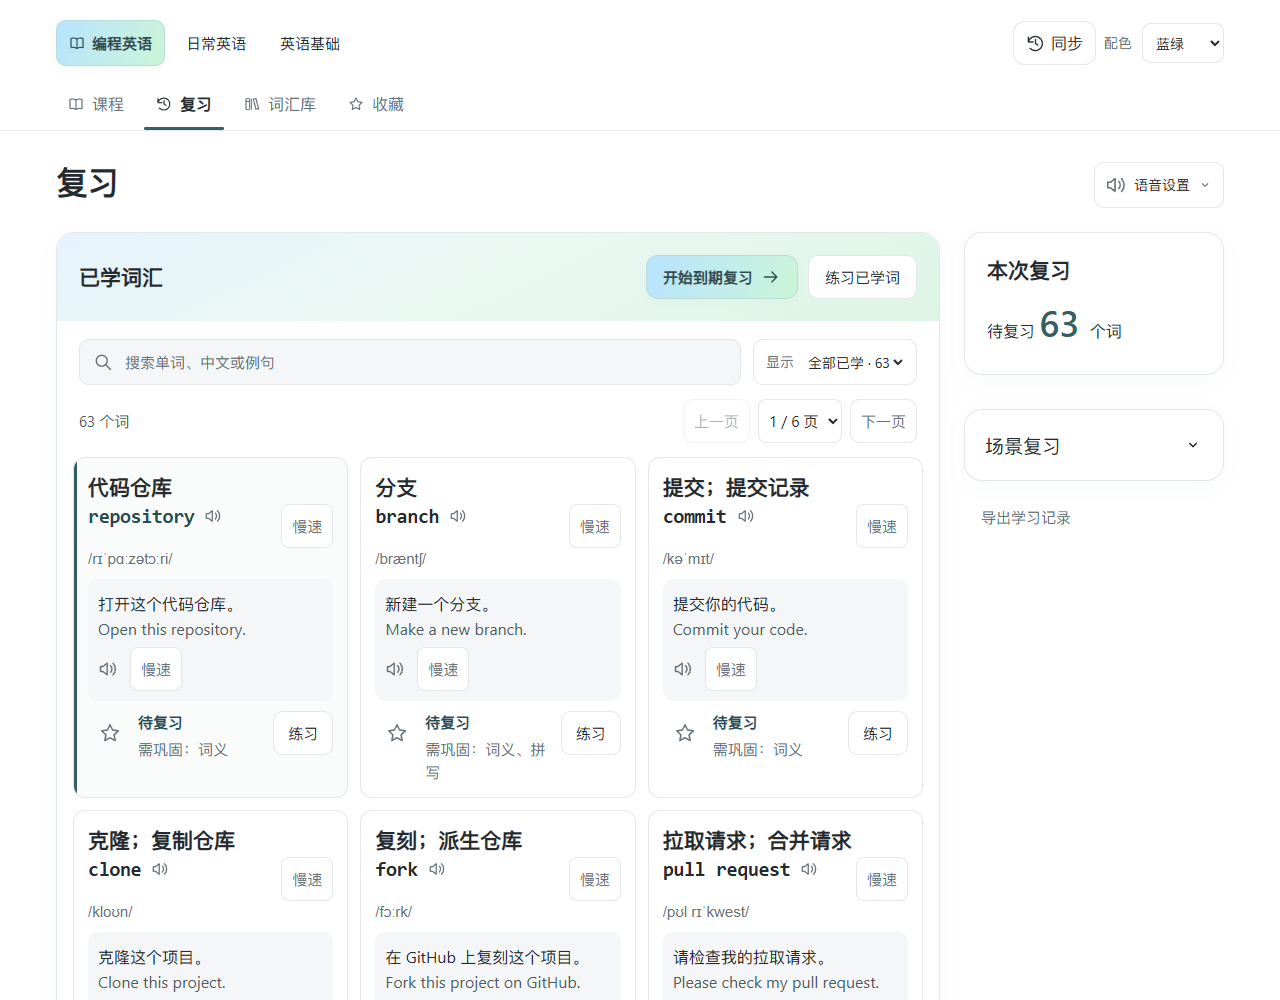 编程英语 日常英语 英语基础 同步 配色 蓝绿
课程 复习 词汇库 收藏
复习 语音设置
已学词汇 开始到期复习 练习已学词
搜索单词、中文或例句 显示 全部已学 · 63
63 个词 上一页 1 / 6 页 下一页
代码仓库
repository 慢速
/rɪˈpɑːzətɔːri/
打开这个代码仓库。
Open this repository.
慢速
待复习
需巩固：词义
练习
分支
branch 慢速
/bræntʃ/
新建一个分支。
Make a new branch.
慢速
待复习
需巩固：词义、拼
写
练习
提交；提交记录
commit 慢速
/kəˈmɪt/
提交你的代码。
Commit your code.
慢速
待复习
需巩固：词义
练习
克隆；复制仓库
clone 慢速
/kloʊn/
克隆这个项目。
Clone this project.
复刻；派生仓库
fork 慢速
/fɔːrk/
在 GitHub 上复刻这个项目。
Fork this project on GitHub.
拉取请求；合并请求
pull request 慢速
/pʊl rɪˈkwest/
请检查我的拉取请求。
Please check my pull request.
本次复习
待复习 63 个词
场景复习
导出学习记录